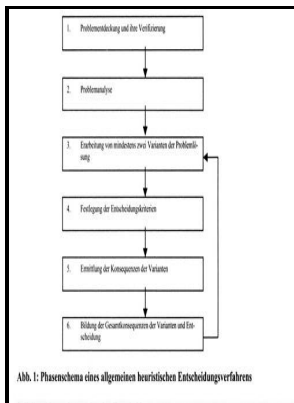 1. Problementdeckung und ihre Verifizierung
2. Problemanalyse
3. Erarbeitung von mindestens zwei Varianten der Problemlö-
sung
4. Festlegung der Entscheidungskriterien
5. Ermittlung der Konsequenzen der Varianten
6. Bildung der Gesamtkonsequenzen der Varianten und Ent-
scheidung
Abb. 1: Phasenschema eines allgemeinen heuristischen Entscheidungsverfahrens